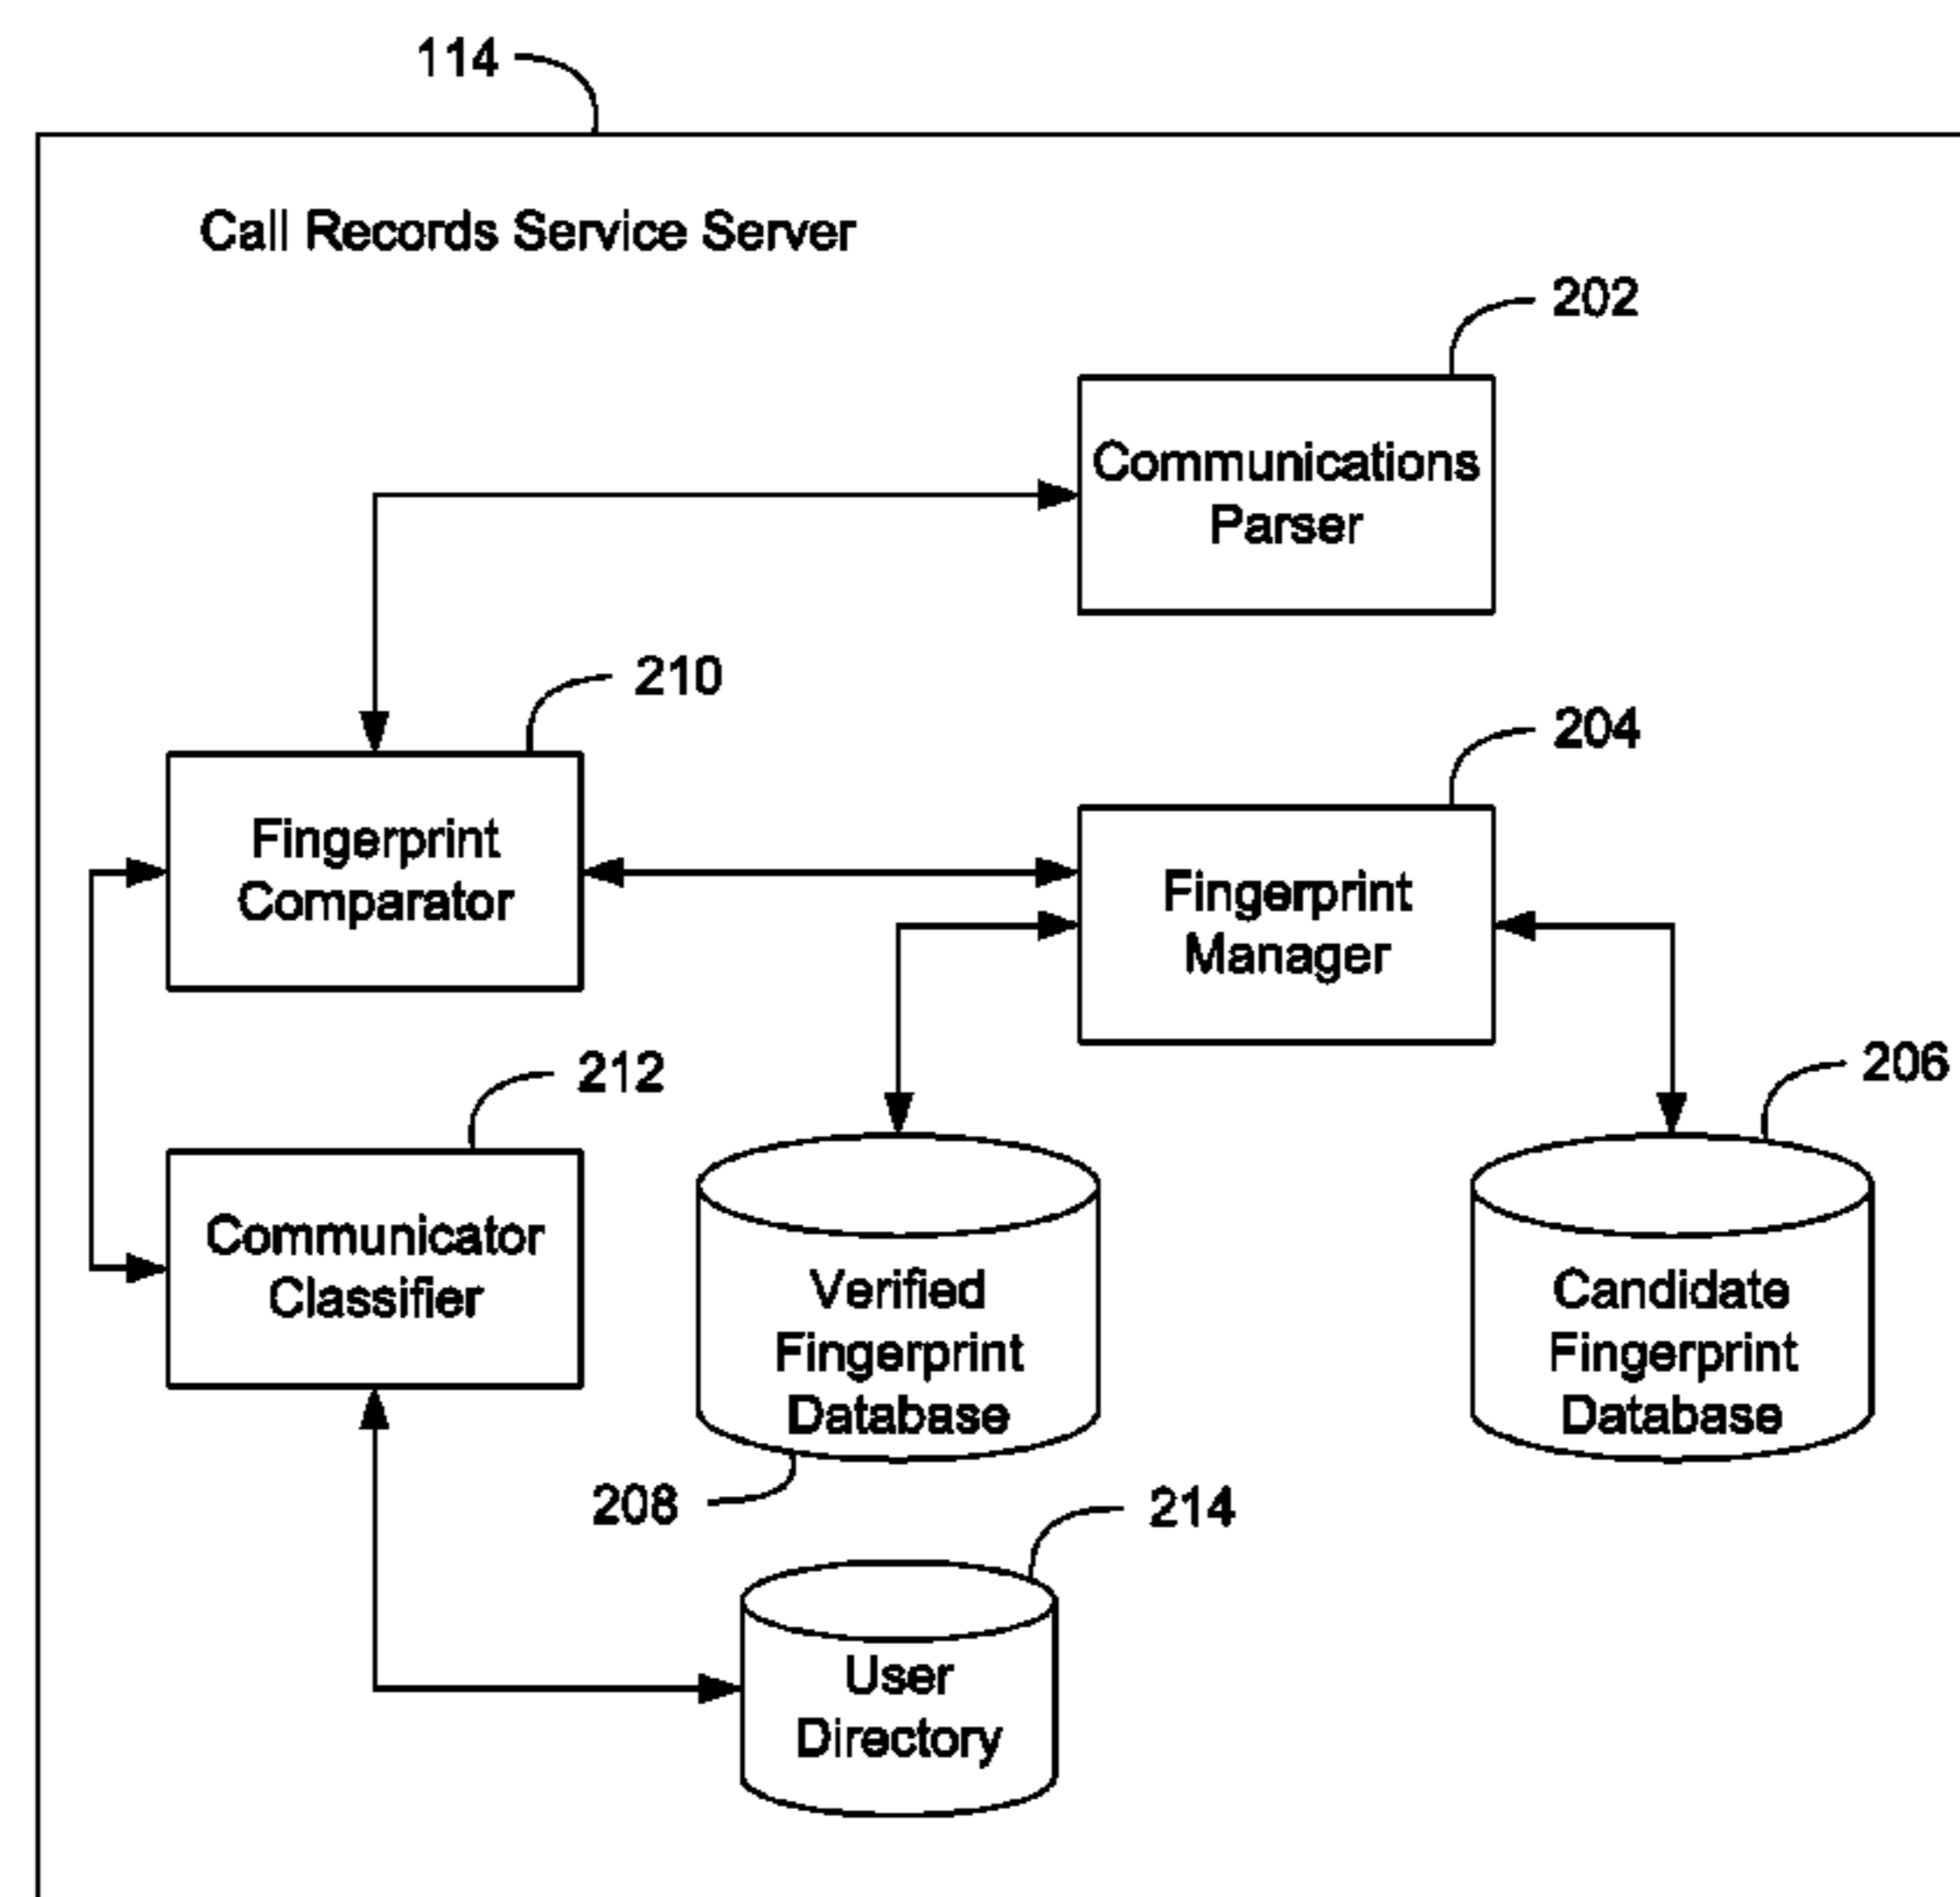 114
Call Records Service Server
202
Communications
Parser
210
204
Fingerprint
Comparator
Fingerprint
Manager
212
206
Communicator
Classifier
Verified
Fingerprint
Database
Candidate
Fingerprint
Database
208
214
User
Directory